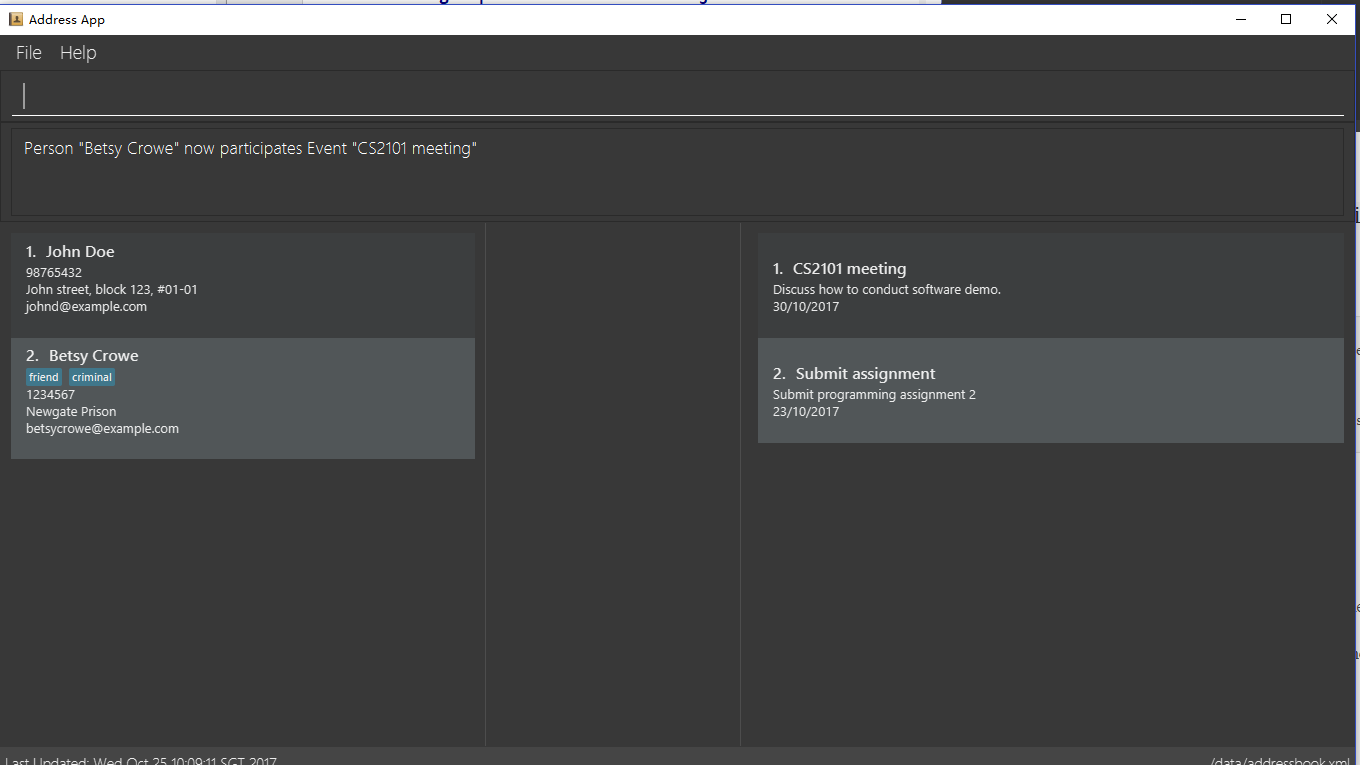 Address App
File Help
Person "Betsy Crowe" now participates Event "CS2101 meeting"
1. John Doe
98765432
John street, block 123, #01-01
johnd@example.com
2. Betsy Crowe
friend criminal
1234567
Newgate Prison
betsycrowe@example.com
1. CS2101 meeting
Discuss how to conduct software demo.
30/10/2017
2. Submit assignment
Submit programming assignment 2
23/10/2017
Last Updated: Wed Oct 25 10:09:11 SGT 2017
/data/addressbook.xml